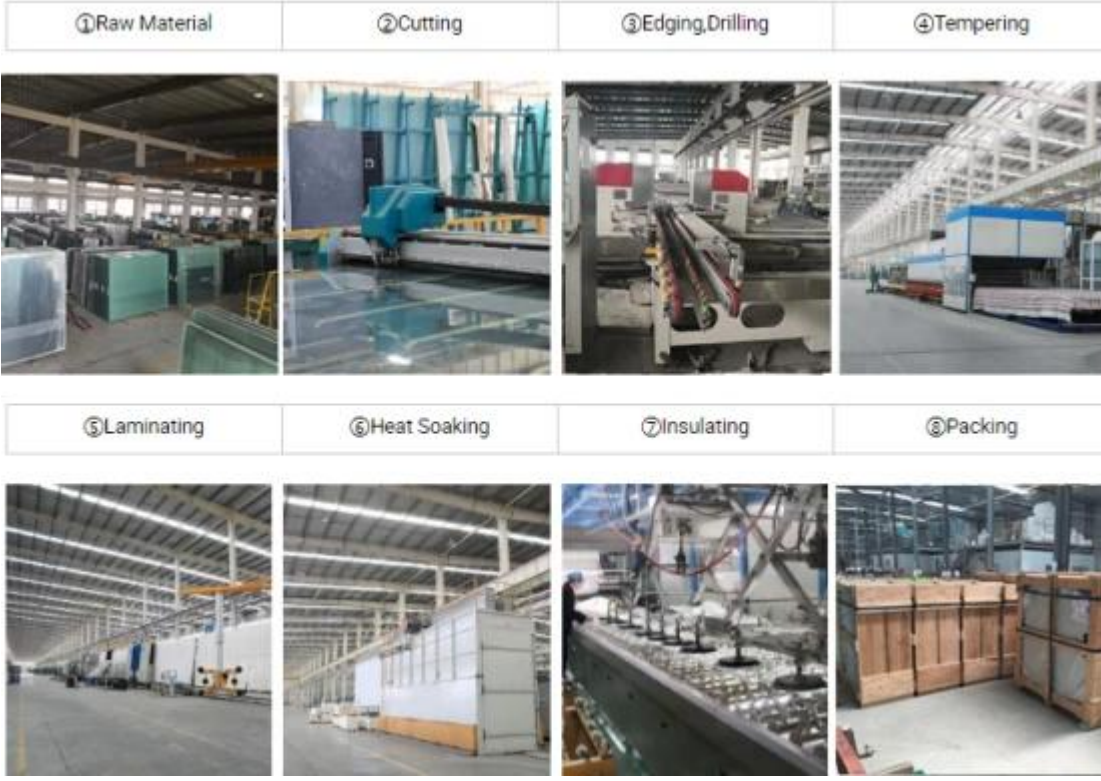 ①Raw Material
②Cutting
③Edging,Drilling
④Tempering
⑤Laminating
⑥Heat Soaking
⑦Insulating
⑧Packing